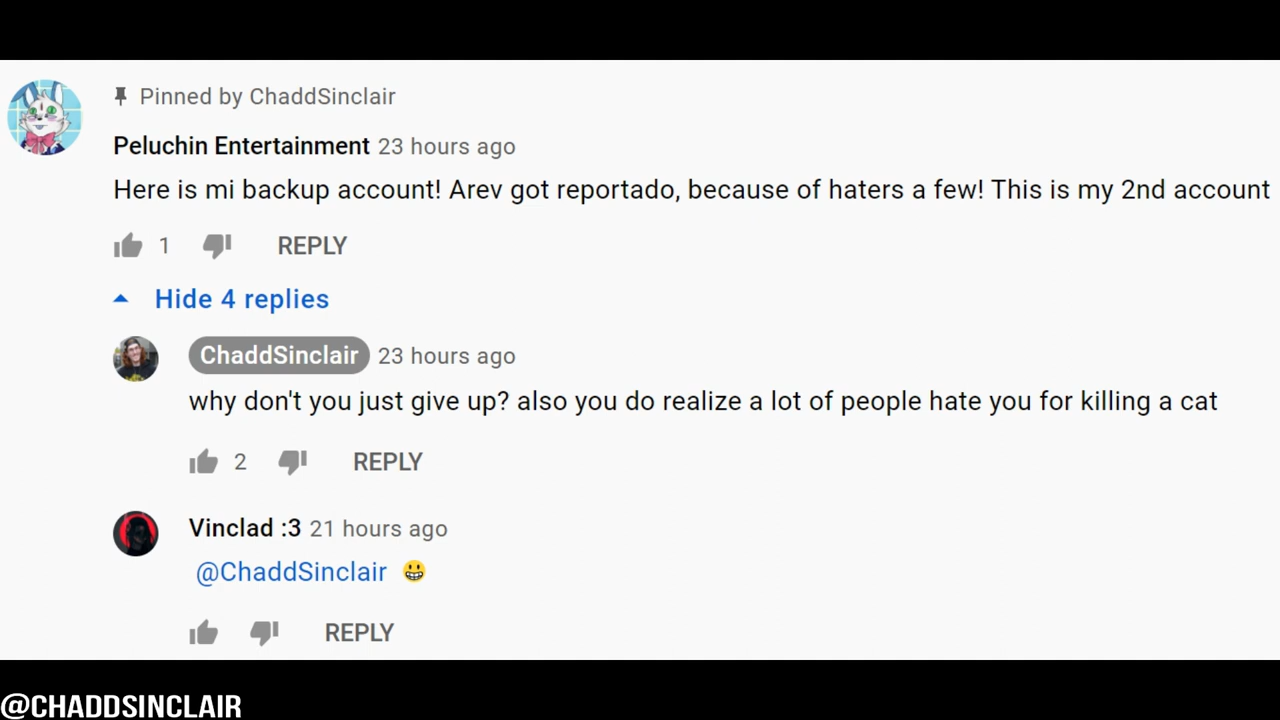 Pinned by ChaddSinclair
Peluchin Entertainment 23 hours ago
Here is mi backup account! Arev got reportado, because of haters a few! This is my 2nd account
1 REPLY
Hide 4 replies
ChaddSinclair 23 hours ago
why don't you just give up? also you do realize a lot of people hate you for killing a cat
2 REPLY
Vinclad :3 21 hours ago
@ChaddSinclair 😀
REPLY
@CHADDSINCLAIR